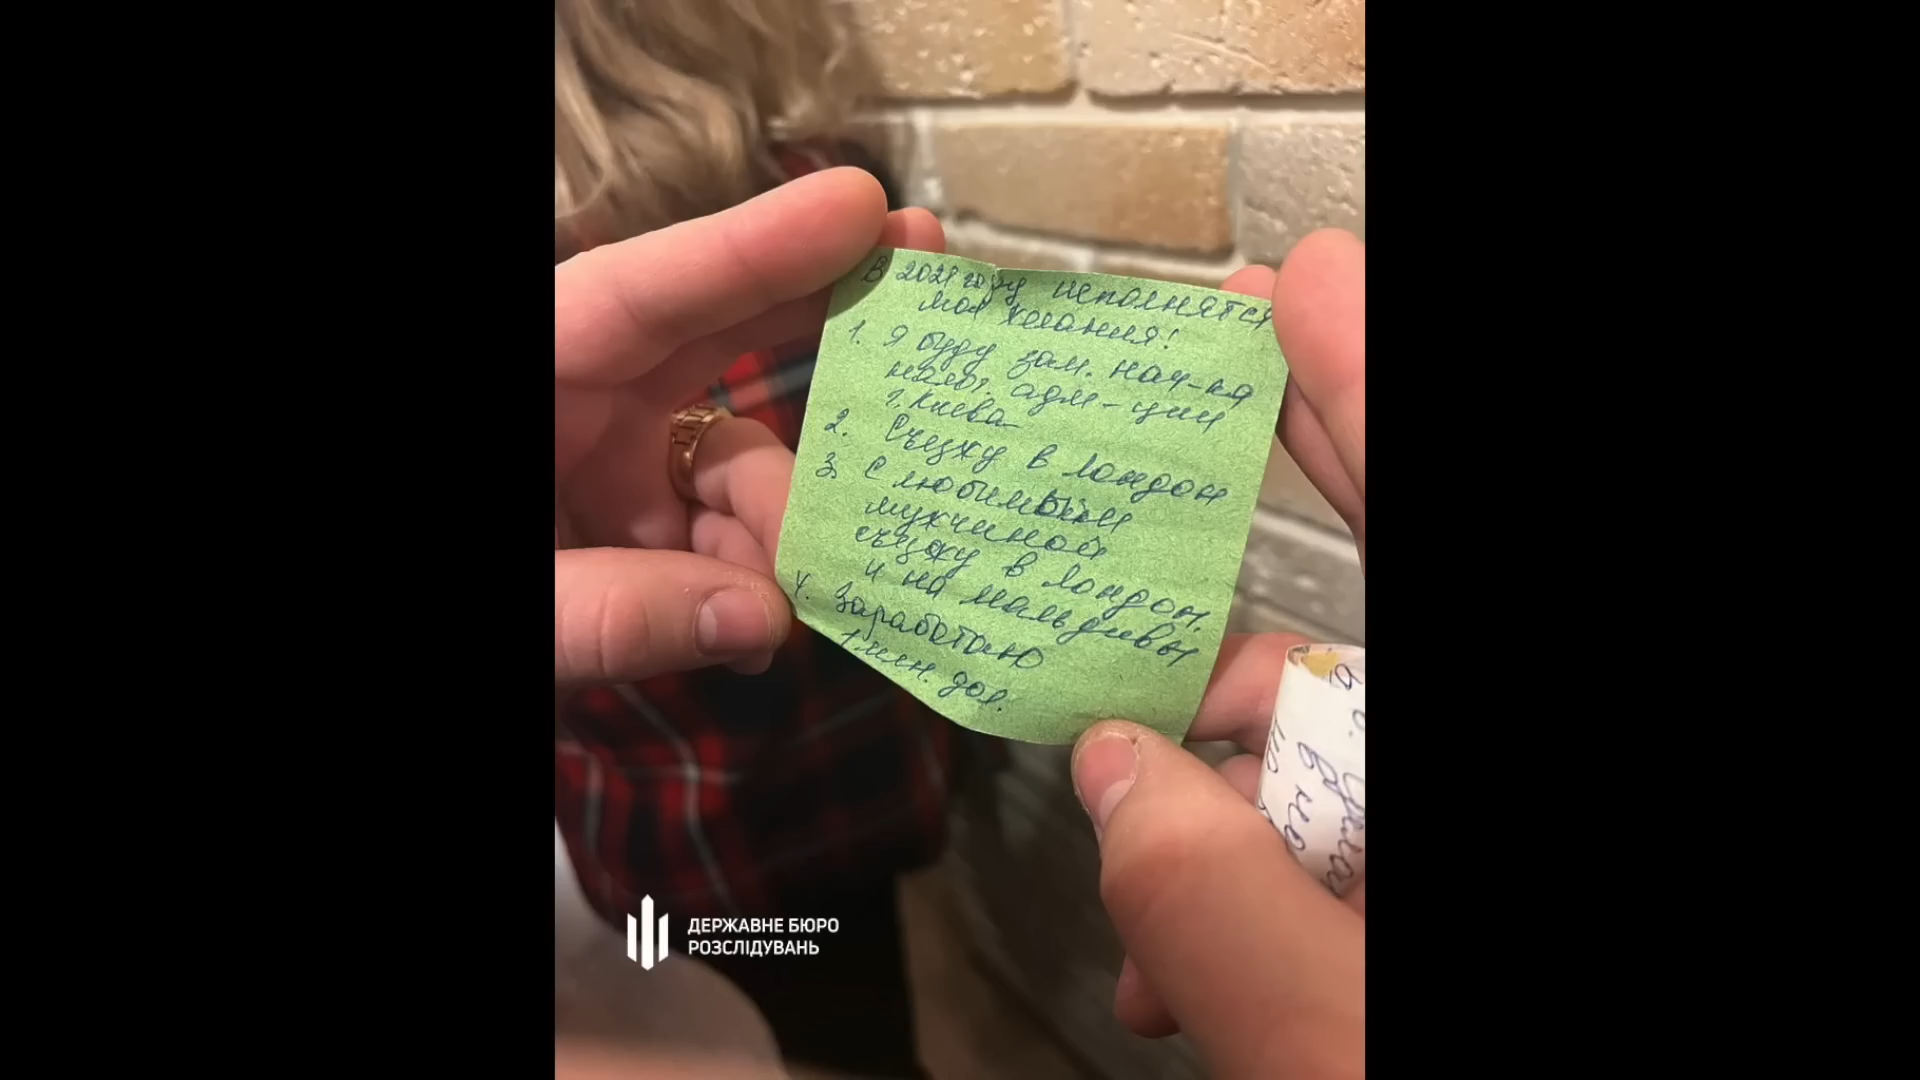 В 2021 году исполнятся
мои желания!
1. Я буду зам. нач-ка
налог. адм-ции
г. Киева
2. Съезжу в Лондон
3. С любимым
мужчиной
съезжу в Лондон.
и на Мальдивы
4. Заработаю
1 млн. дол.
ДЕРЖАВНЕ БЮРО
РОЗСЛІДУВАНЬ